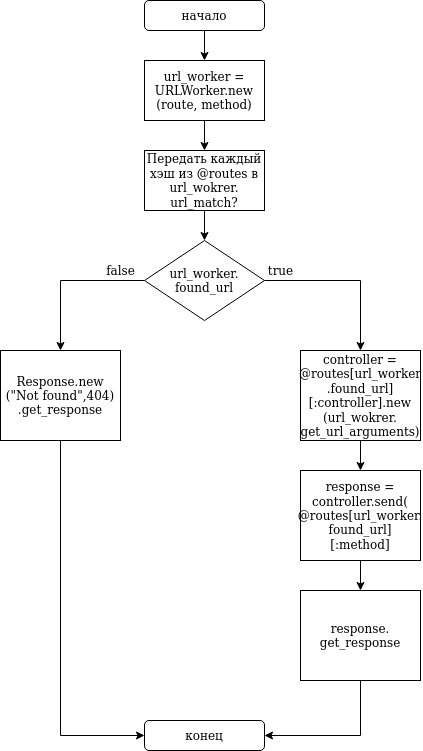 начало
url_worker =
URLWorker.new
(route, method)
Передать каждый
хэш из @routes в
url_wokrer.
url_match?
false
true
url_worker.
found_url
Response.new
("Not found",404)
.get_response
controller =
@routes[url_worker
.found_url]
[:controller].new
(url_wokrer.
get_url_arguments)
response =
controller.send(
@routes[url_worker.
found_url]
[:method]
response.
get_response
конец